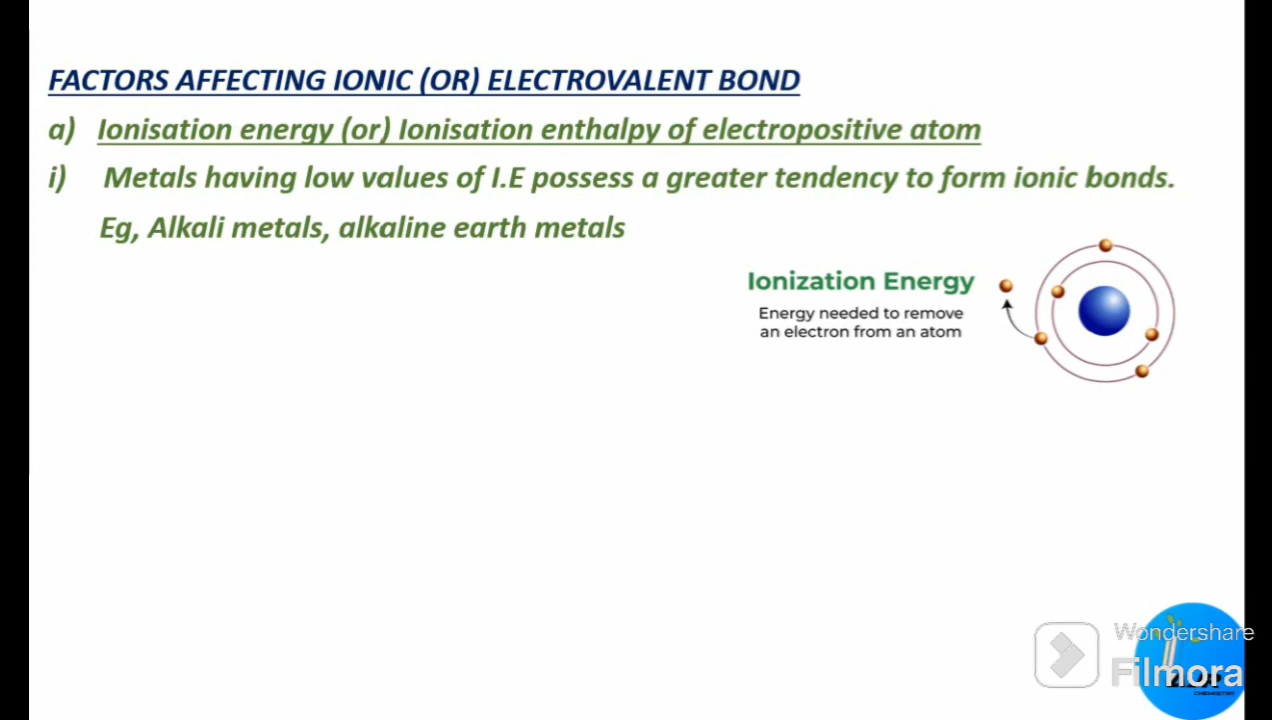 FACTORS AFFECTING IONIC (OR) ELECTROVALENT BOND
a) Ionisation energy (or) Ionisation enthalpy of electropositive atom
i) Metals having low values of I.E possess a greater tendency to form ionic bonds.
Eg, Alkali metals, alkaline earth metals
Ionization Energy
Energy needed to remove
an electron from an atom
Wondershare
Filmora
CHEMISTRY